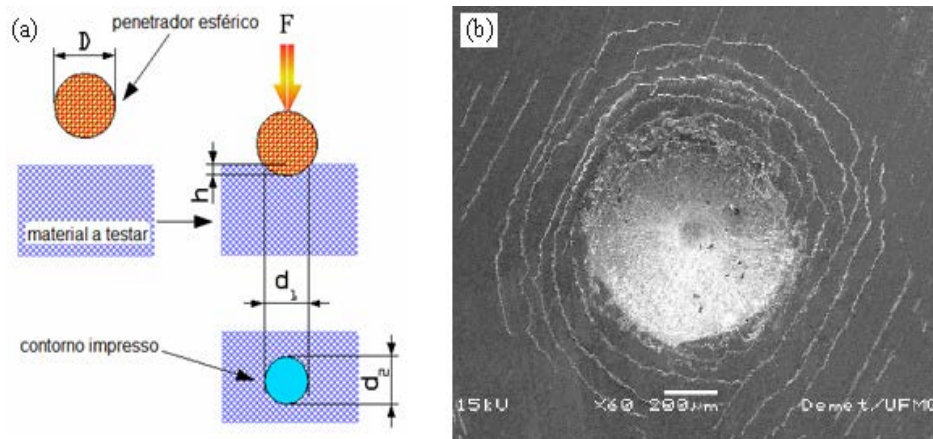 (a)
penetrador esférico
D
F
h
material a testar
d₁
contorno impresso
d₂
(b)
15kV X60 200μm Demet/UFMG